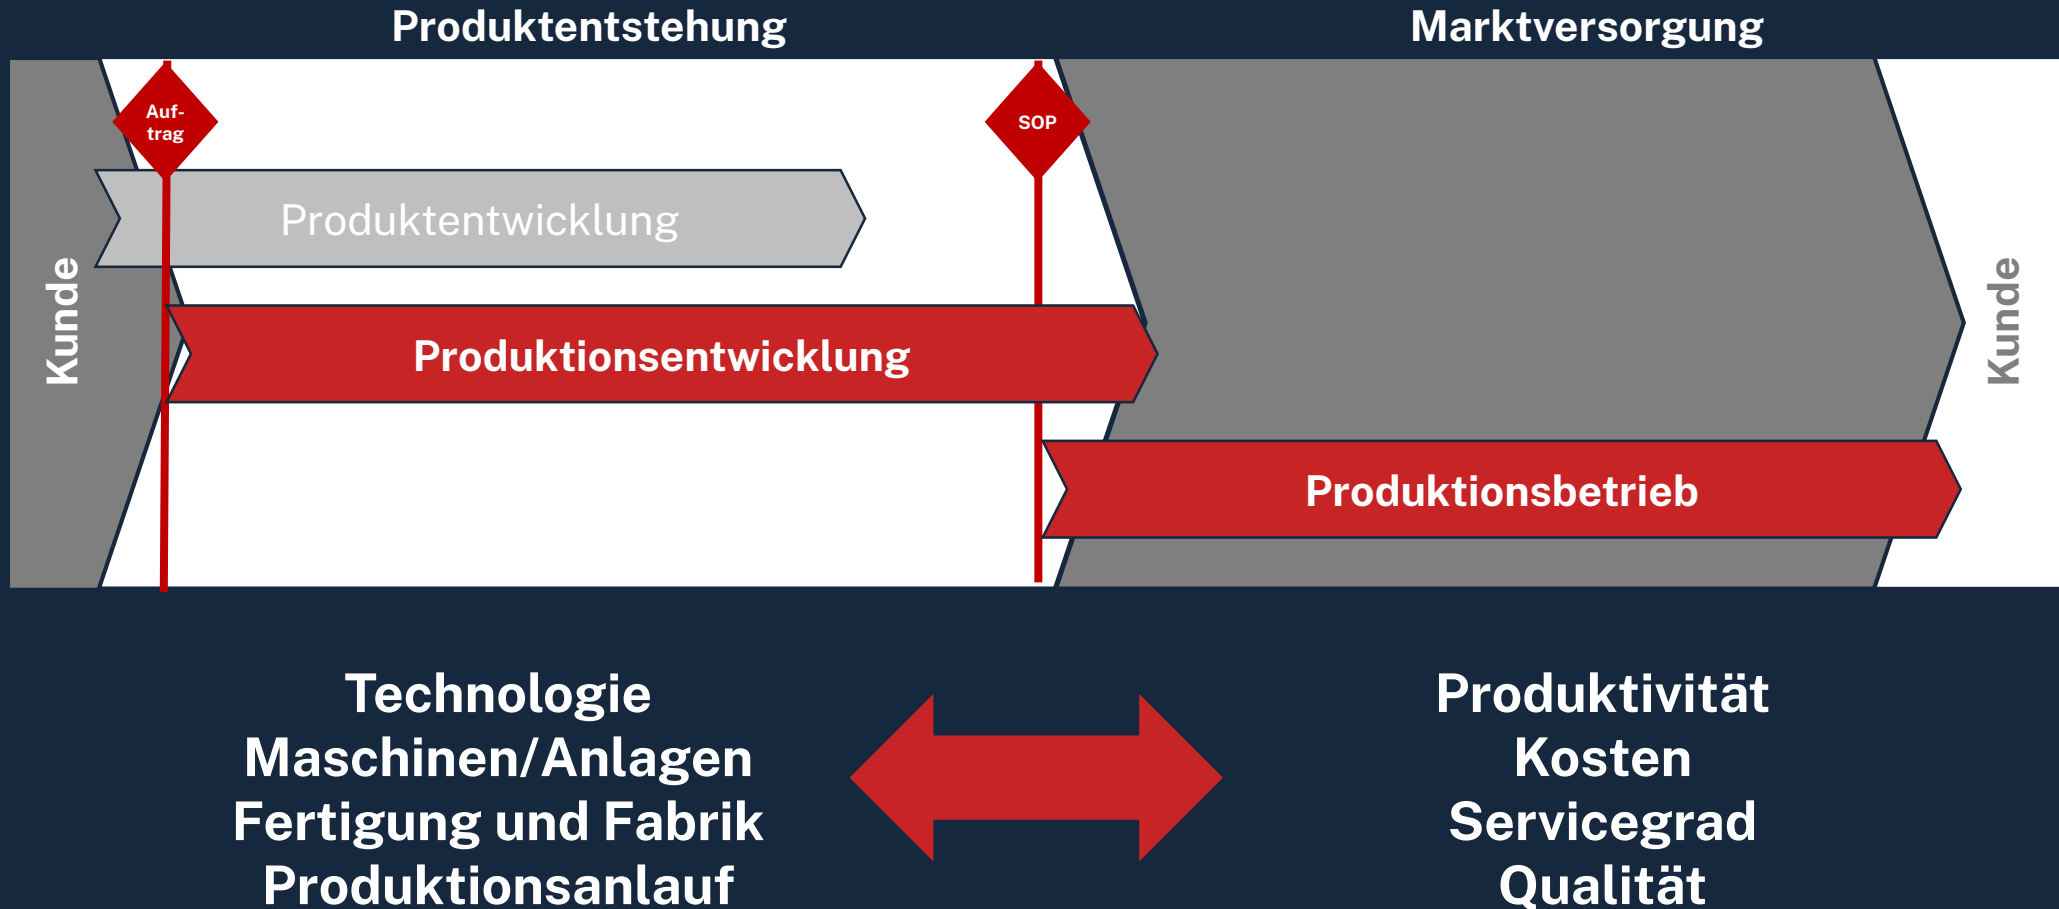 Produktentstehung
Marktversorgung
Auf-
trag
SOP
Produktentwicklung
Kunde
Produktionsentwicklung
Kunde
Produktionsbetrieb
Technologie
Maschinen/Anlagen
Fertigung und Fabrik
Produktionsanlauf
Produktivität
Kosten
Servicegrad
Qualität